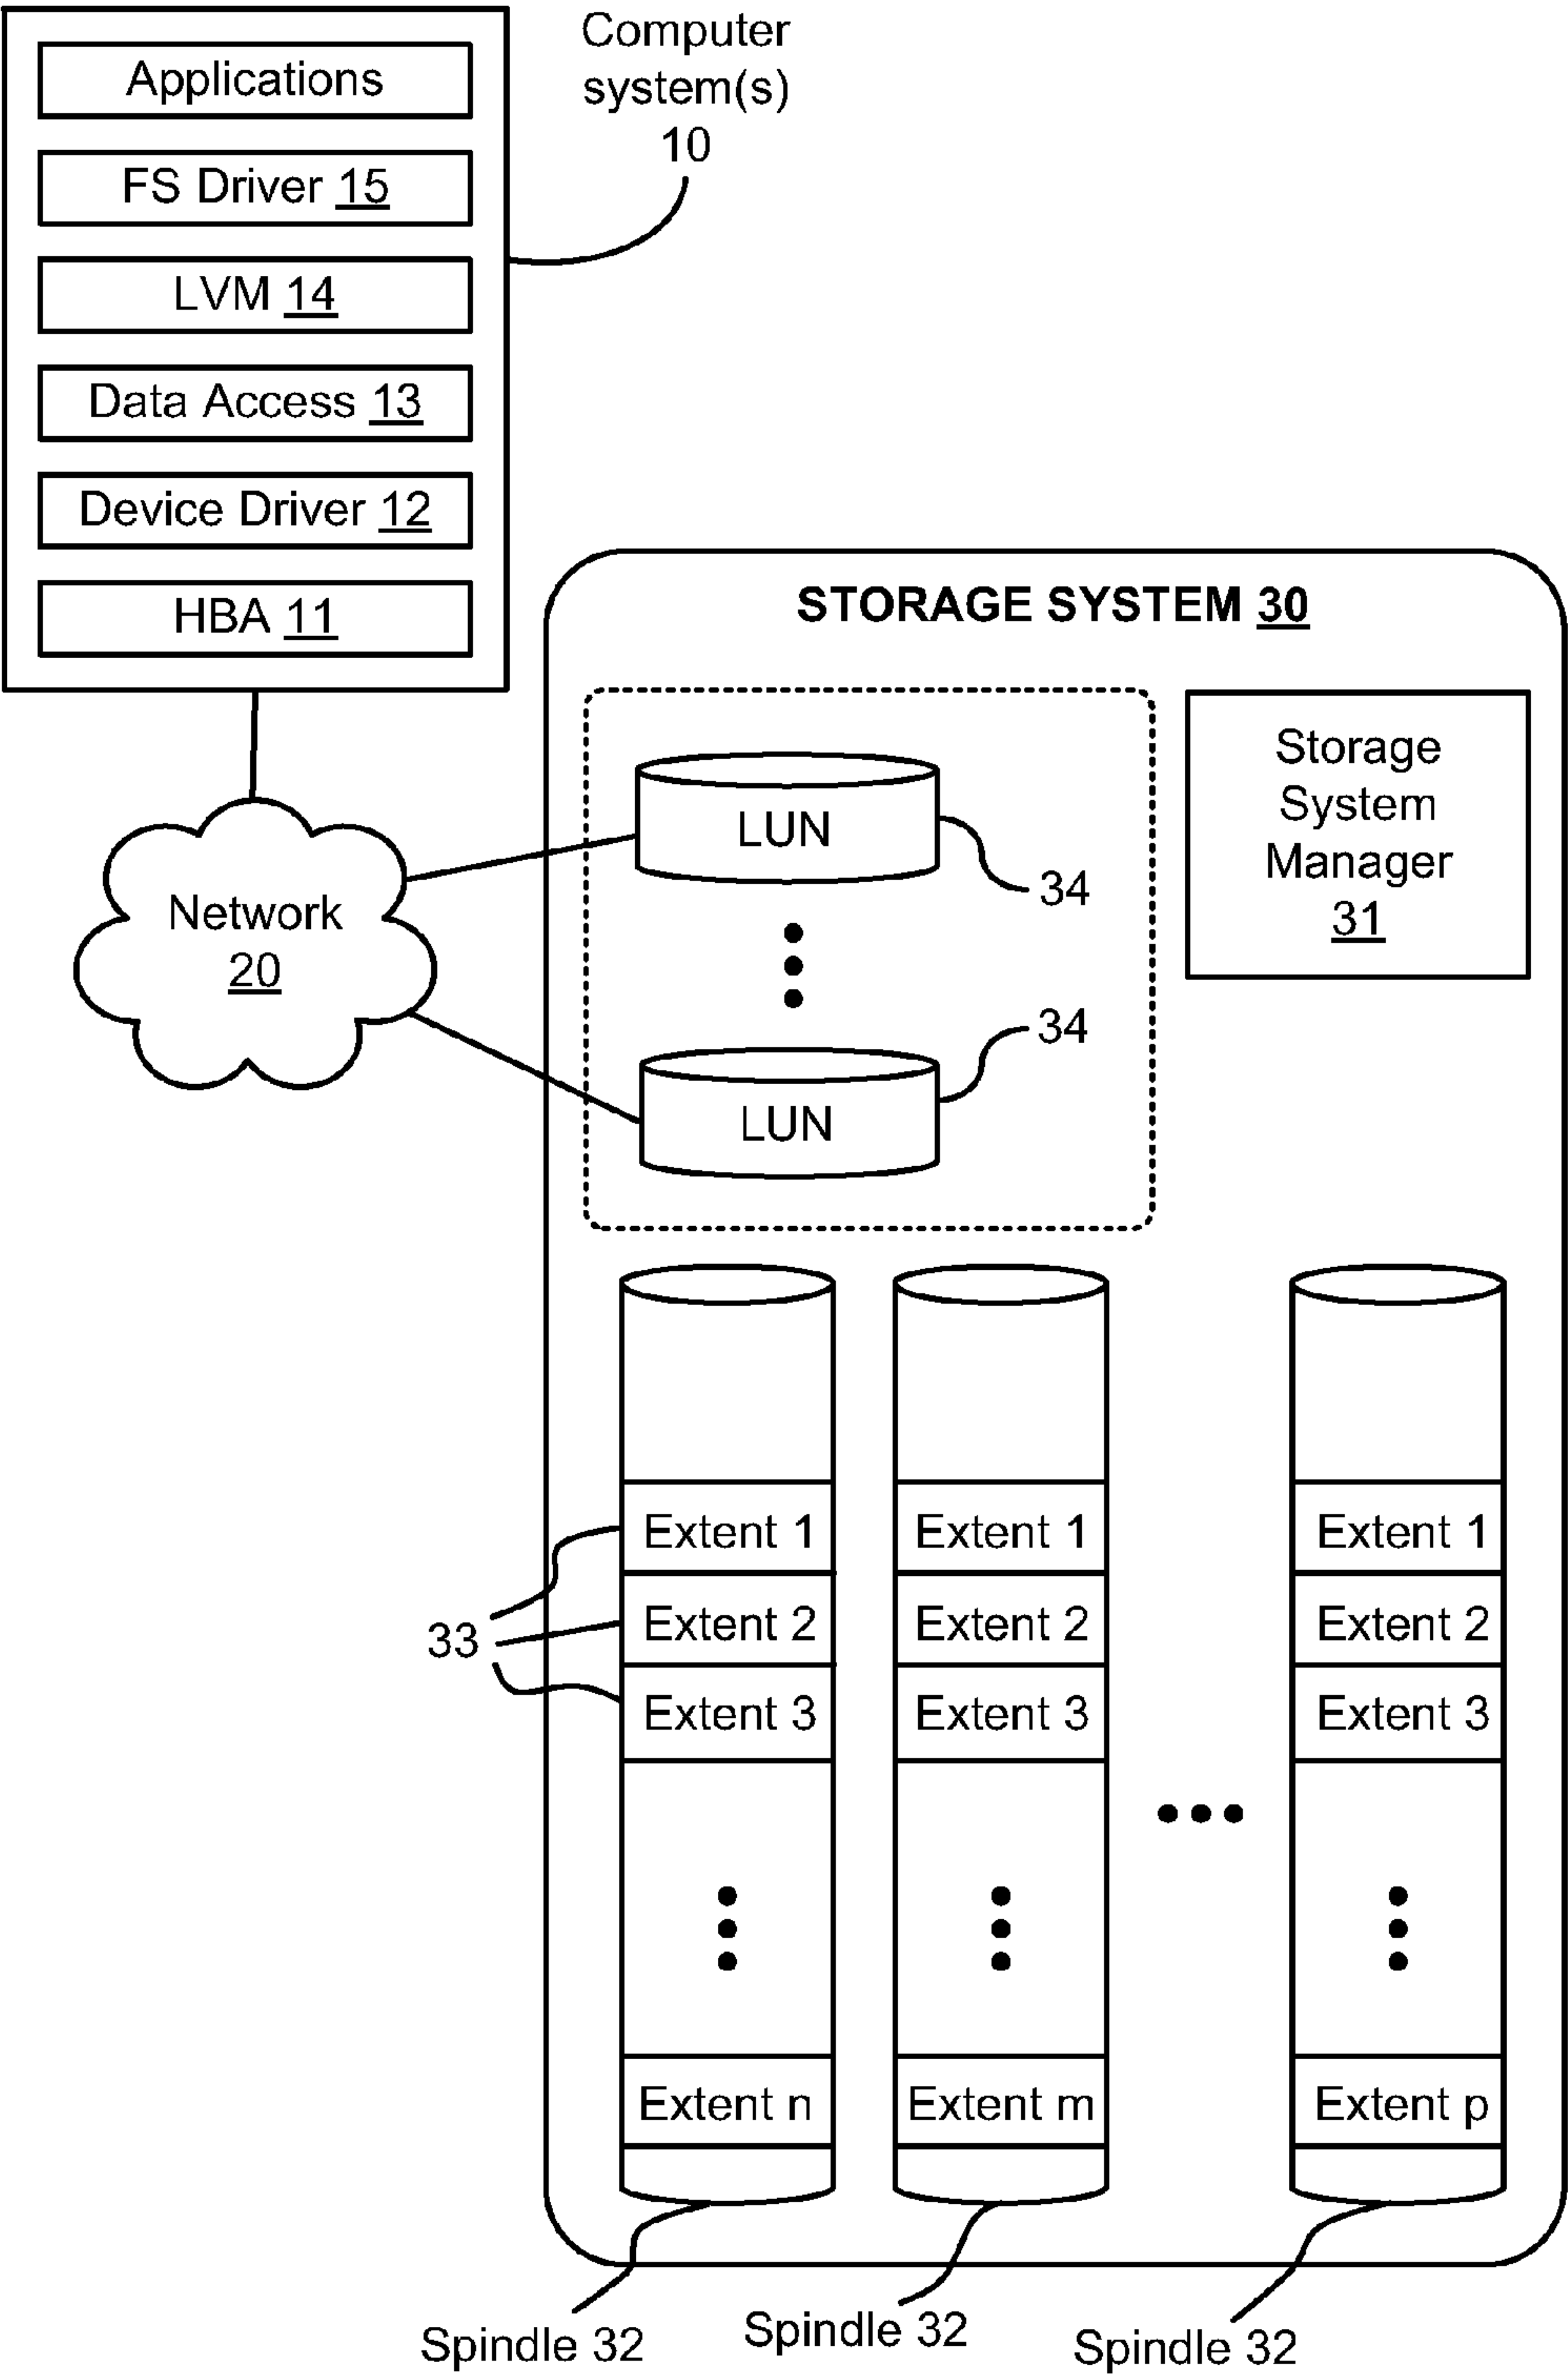 Computer
system(s)
10
Applications
FS Driver 15
LVM 14
Data Access 13
Device Driver 12
HBA 11
STORAGE SYSTEM 30
Storage
System
Manager
31
LUN
34
Network
20
34
LUN
Extent 1
Extent 1
Extent 1
33
Extent 2
Extent 2
Extent 2
Extent 3
Extent 3
Extent 3
Extent n
Extent m
Extent p
Spindle 32
Spindle 32
Spindle 32